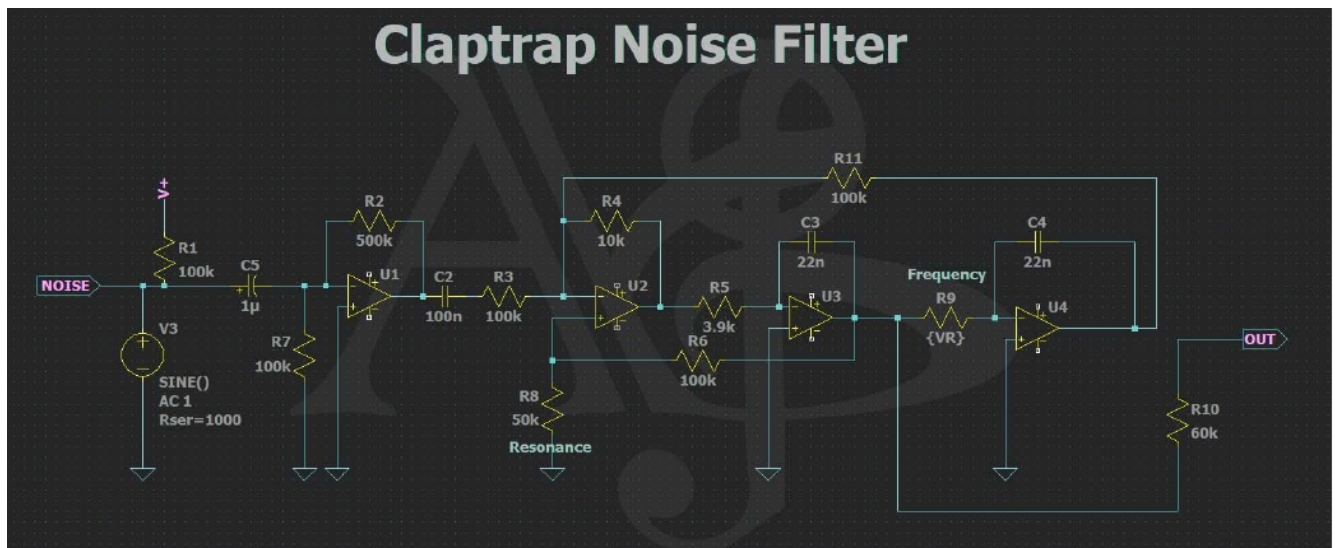 Claptrap Noise Filter
V+
R1
100k
NOISE
V3
SINE()
AC 1
Rser=1000
C5
1µ
R7
100k
R2
500k
U1
C2
100n
R3
100k
R4
10k
U2
R8
50k
Resonance
R5
3.9k
R6
100k
C3
22n
U3
R11
100k
Frequency
R9
{VR}
C4
22n
U4
OUT
R10
60k